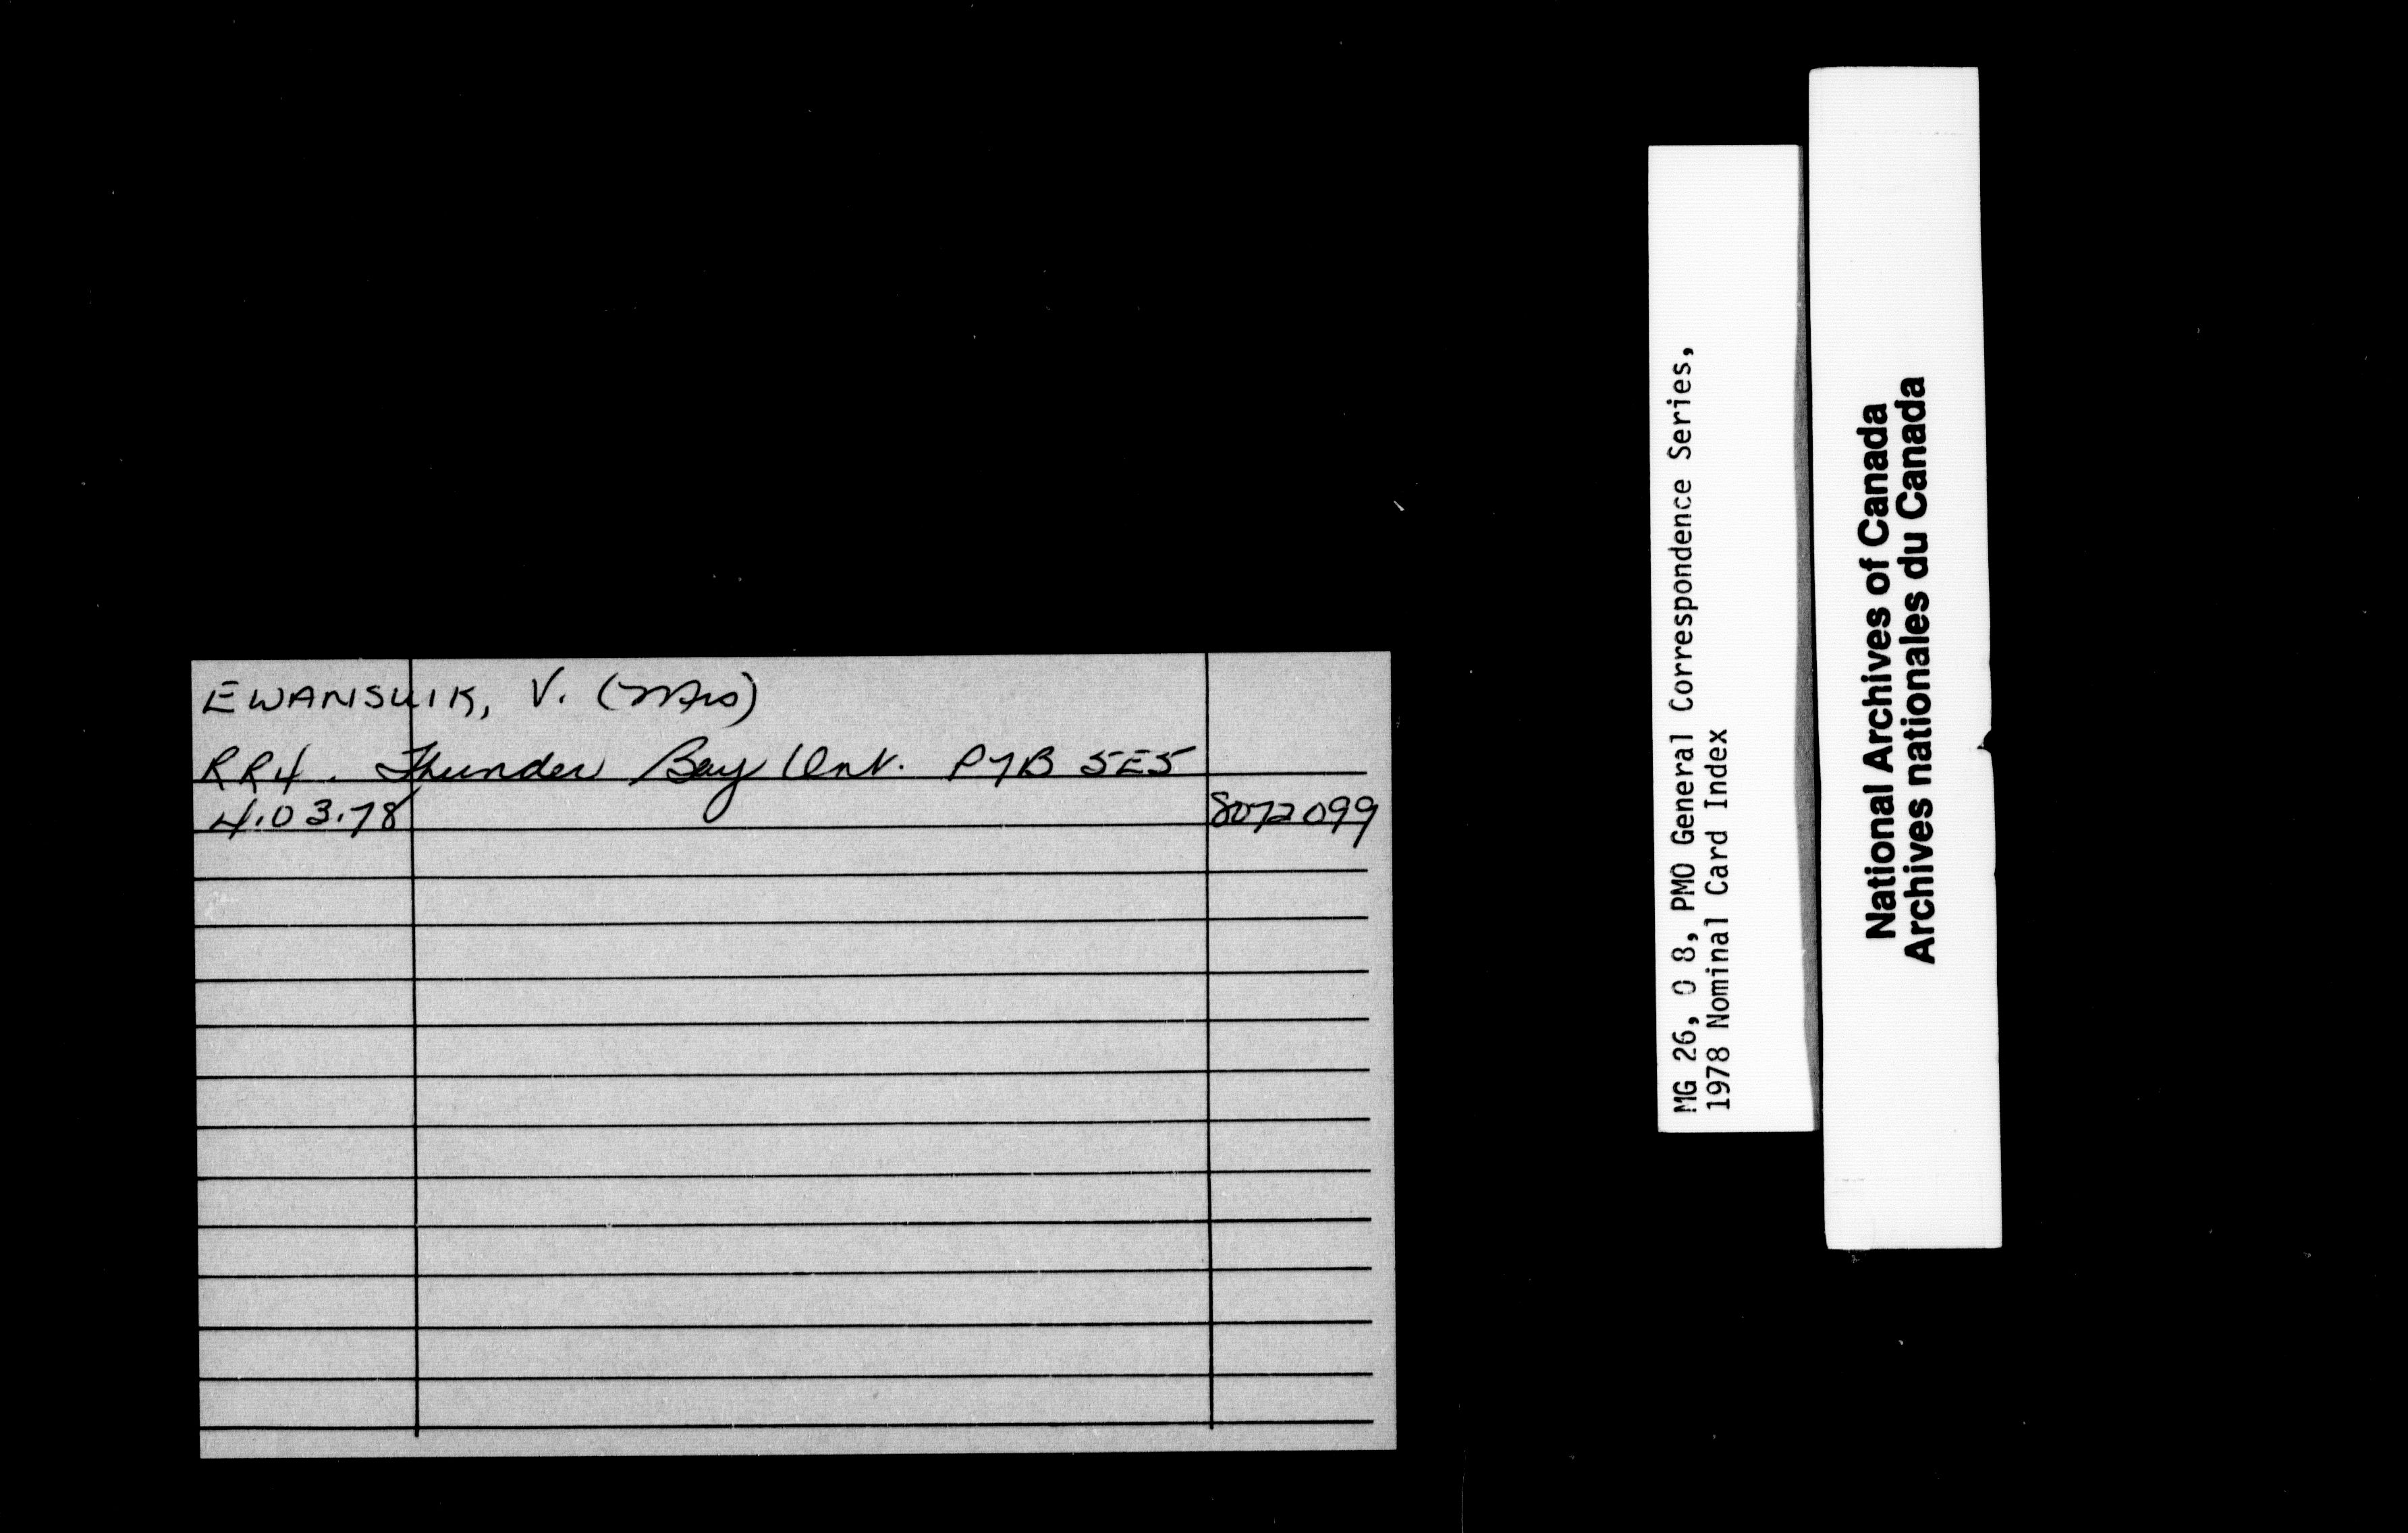 EWANSUIK, V. (Mrs)
RR4. Thunder Bay Ont. P7B 5E5
4.03.78 8072099
MG 26, O 8, PMO General Correspondence Series,
1978 Nominal Card Index
National Archives of Canada
Archives nationales du Canada